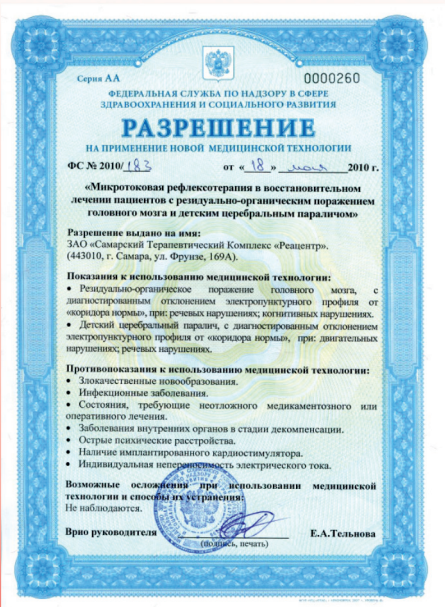 Серия АА
0000260
ФЕДЕРАЛЬНАЯ СЛУЖБА ПО НАДЗОРУ В СФЕРЕ
ЗДРАВООХРАНЕНИЯ И СОЦИАЛЬНОГО РАЗВИТИЯ
РАЗРЕШЕНИЕ
НА ПРИМЕНЕНИЕ НОВОЙ МЕДИЦИНСКОЙ ТЕХНОЛОГИИ
ФС № 2010/183 от « 18 » мая 2010 г.
«Микротоковая рефлексотерапия в восстановительном
лечении пациентов с резидуально-органическим поражением
головного мозга и детским церебральным параличом»
Разрешение выдано на имя:
ЗАО «Самарский Терапевтический Комплекс «Реацентр».
(443010, г. Самара, ул. Фрунзе, 169А).
Показания к использованию медицинской технологии:
• Резидуально-органическое поражение головного мозга, с
диагностированным отклонением электропунктурного профиля от
«коридора нормы», при: речевых нарушениях; когнитивных нарушениях.
• Детский церебральный паралич, с диагностированным отклонением
электропунктурного профиля от «коридора нормы», при: двигательных
нарушениях; речевых нарушениях.
Противопоказания к использованию медицинской технологии:
• Злокачественные новообразования.
• Инфекционные заболевания.
• Состояния, требующие неотложного медикаментозного или
оперативного лечения.
• Заболевания внутренних органов в стадии декомпенсации.
• Острые психические расстройства.
• Наличие имплантированного кардиостимулятора.
• Индивидуальная непереносимость электрического тока.
Возможные осложнения при использовании медицинской
технологии и способы их устранения:
Не наблюдаются.
Врио руководителя
Е.А.Тельнова
(подпись, печать)